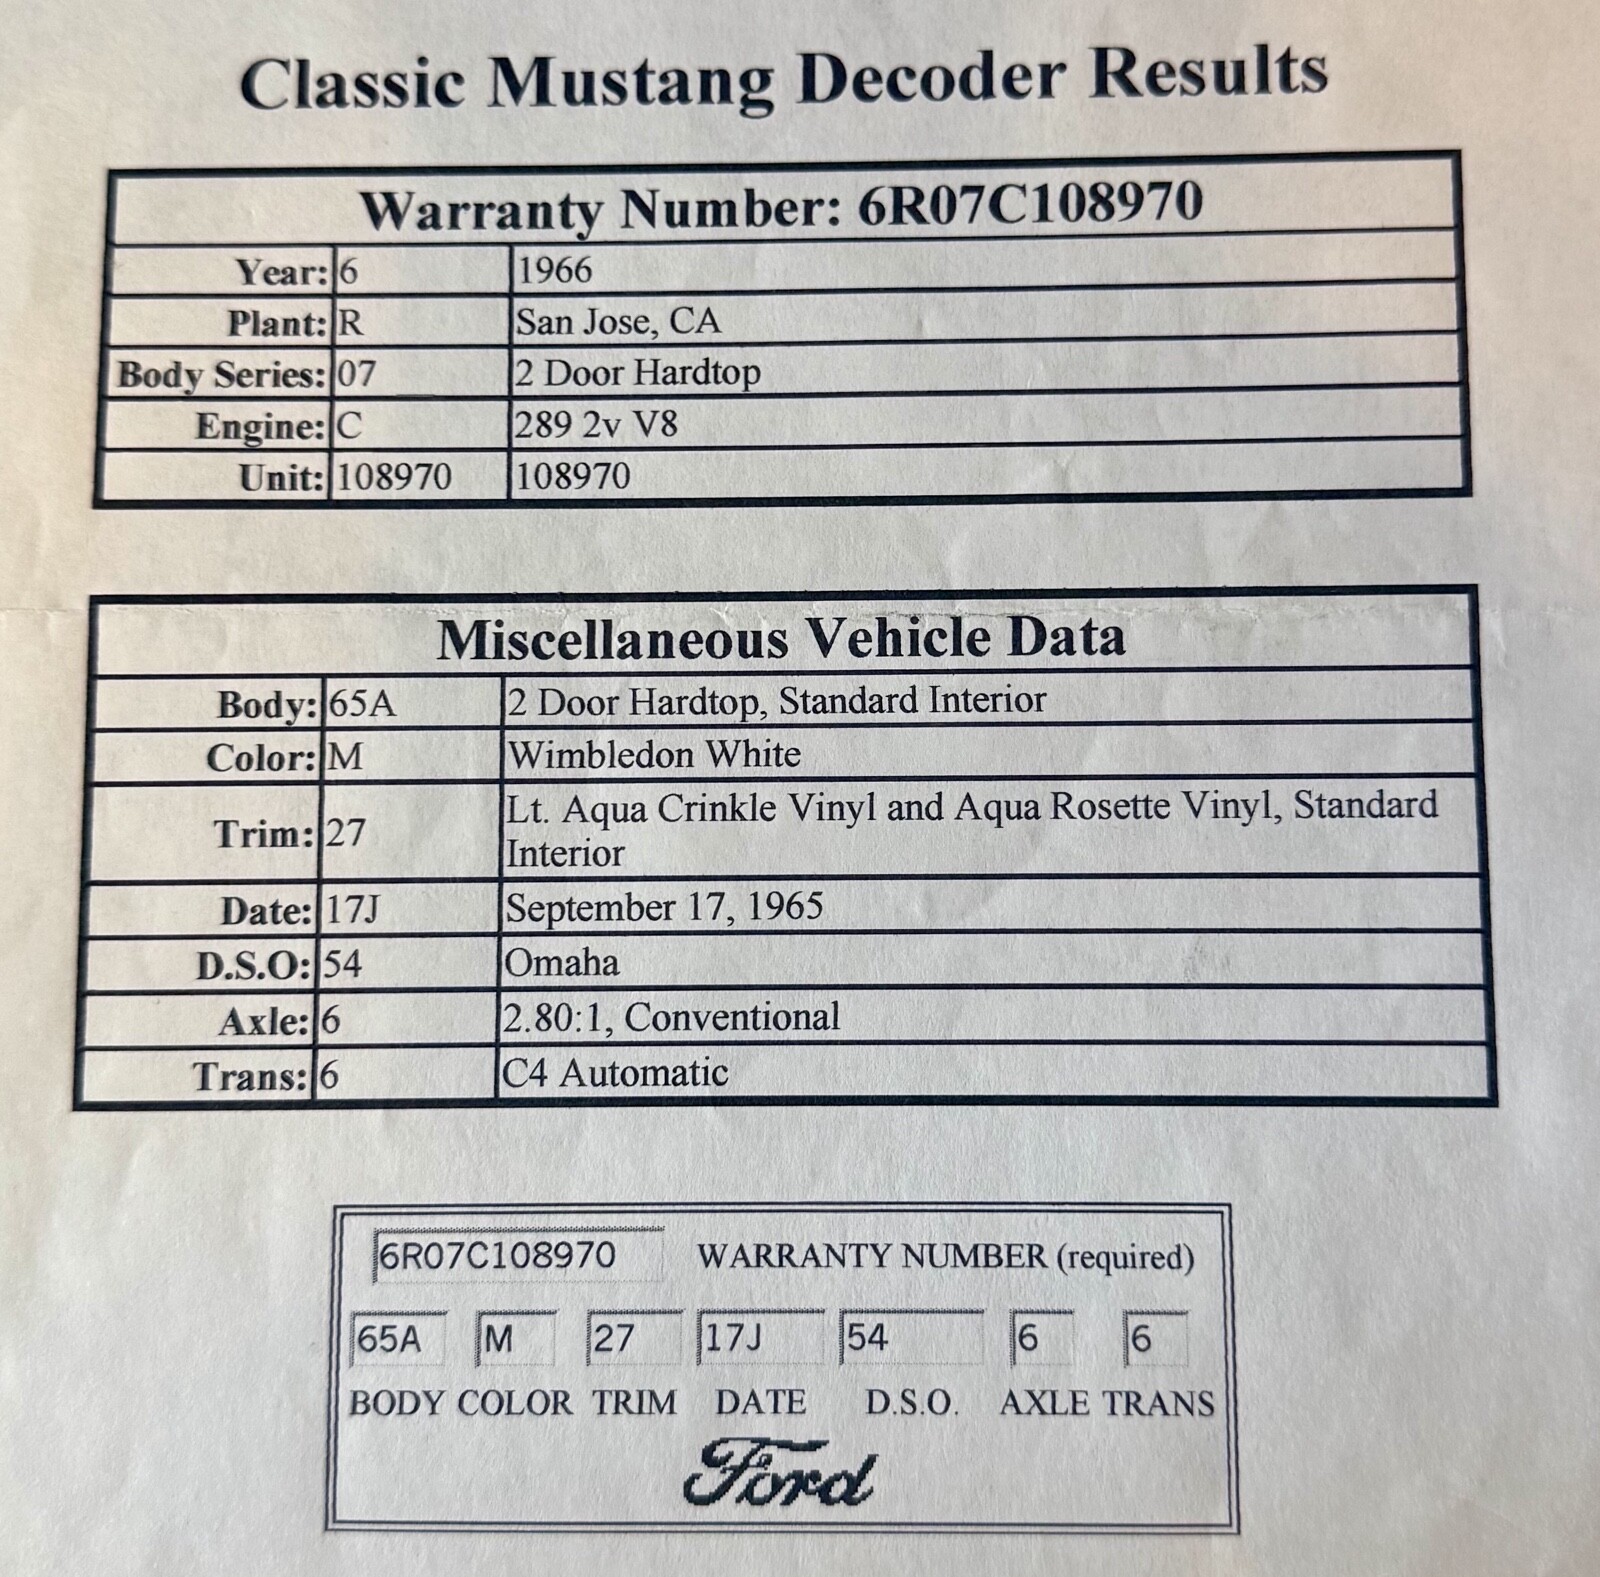 Classic Mustang Decoder Results
Warranty Number: 6R07C108970
Year: 6 1966
Plant: R San Jose, CA
Body Series: 07 2 Door Hardtop
Engine: C 289 2v V8
Unit: 108970 108970
Miscellaneous Vehicle Data
Body: 65A 2 Door Hardtop, Standard Interior
Color: M Wimbledon White
Trim: 27 Lt. Aqua Crinkle Vinyl and Aqua Rosette Vinyl, Standard
Interior
Date: 17J September 17, 1965
D.S.O: 54 Omaha
Axle: 6 2.80:1, Conventional
Trans: 6 C4 Automatic
6R07C108970 WARRANTY NUMBER (required)
65A M 27 17J 54 6 6
BODY COLOR TRIM DATE D.S.O. AXLE TRANS
Ford